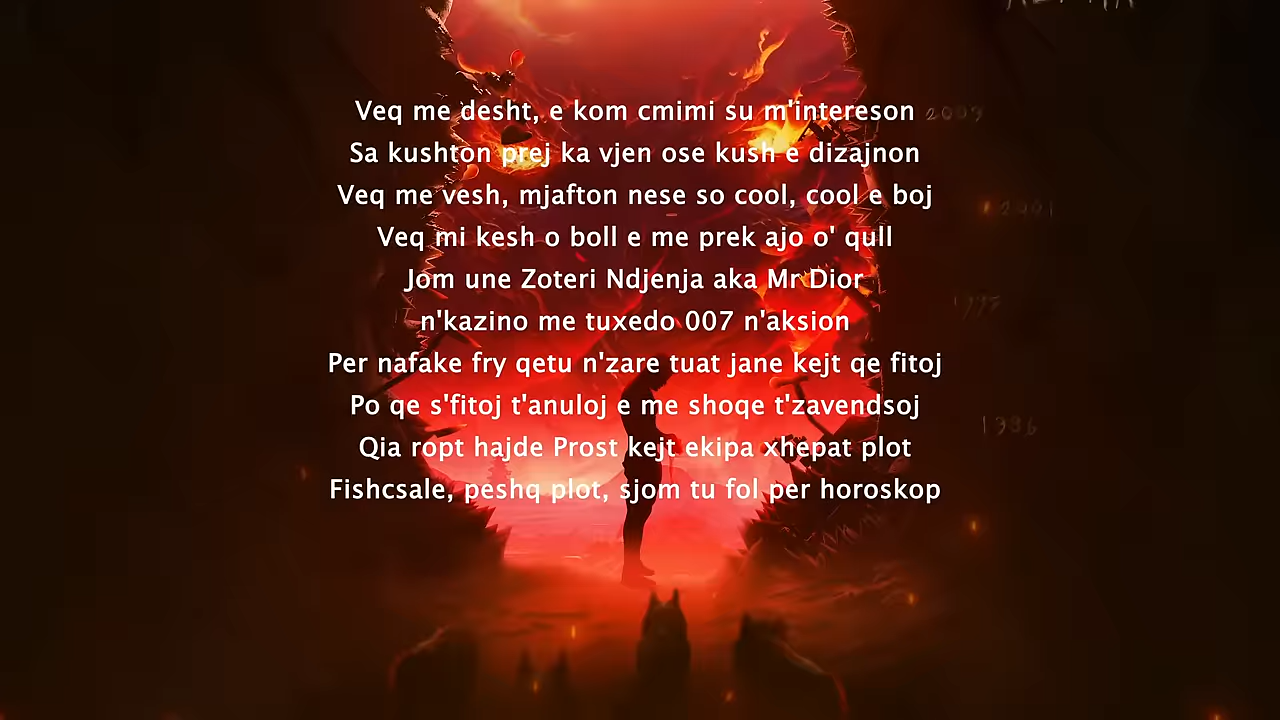 Veq me desht, e kom cmimi su m'intereson
2009
Sa kushton prej ka vjen ose kush e dizajnon
Veq me vesh, mjafton nese so cool, cool e boj
2001
Veq mi kesh o boll e me prek ajo o' qull
Jom une Zoteri Ndjenja aka Mr Dior
1995
n'kazino me tuxedo 007 n'aksion
Per nafake fry qetu n'zare tuat jane kejt qe fitoj
Po qe s'fitoj t'anuloj e me shoqe t'zavendsoj
1986
Qia ropt hajde Prost kejt ekipa xhepat plot
Fishcsale, peshq plot, sjom tu fol per horoskop